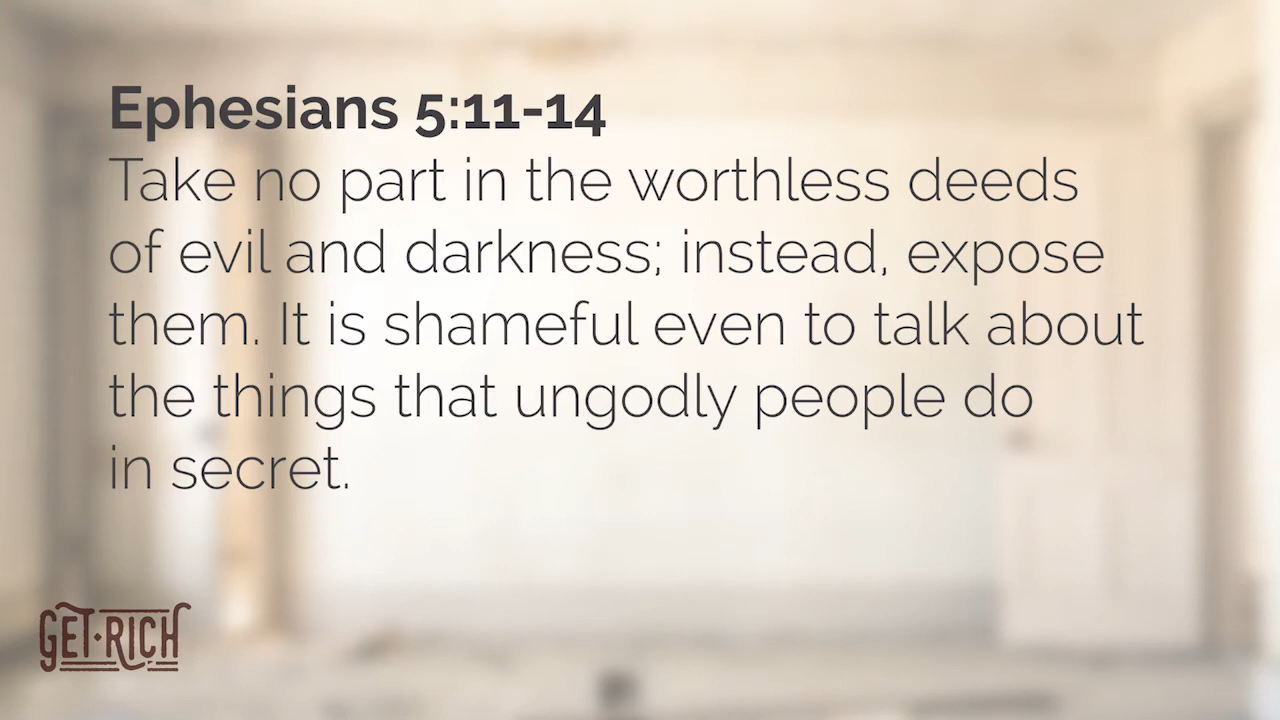 Ephesians 5:11-14
Take no part in the worthless deeds
of evil and darkness; instead, expose
them. It is shameful even to talk about
the things that ungodly people do
in secret.
GET·RICH